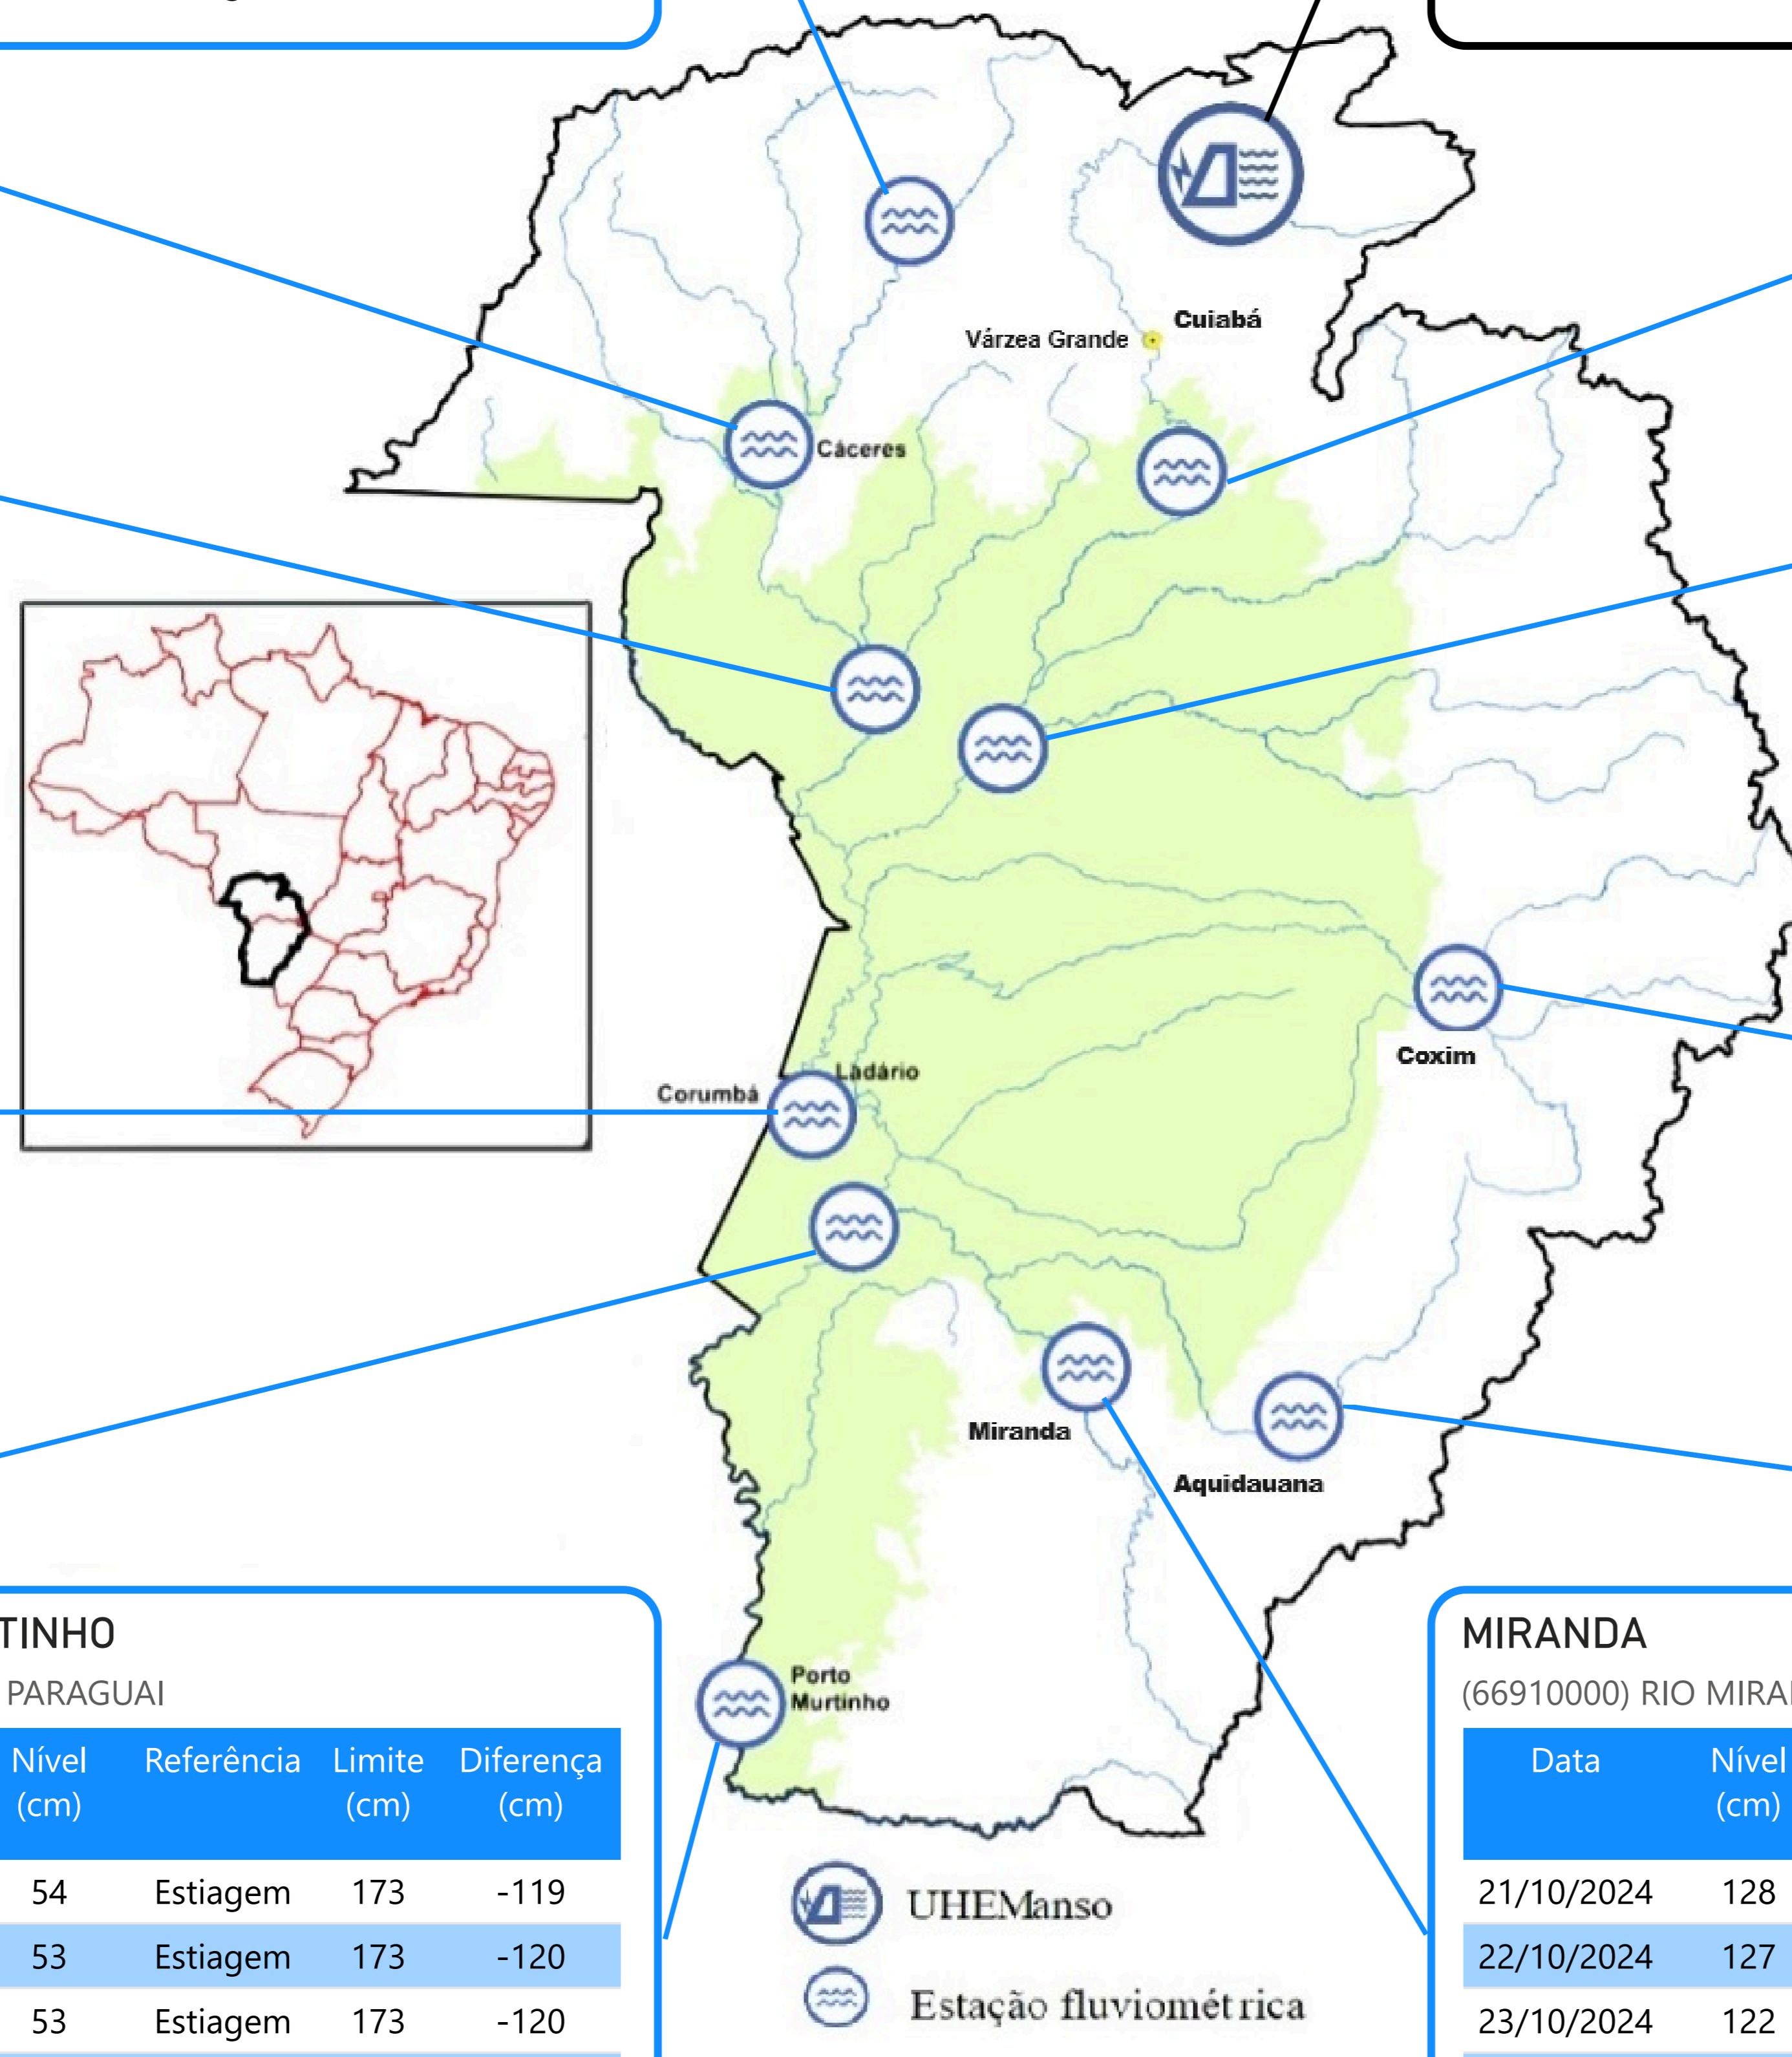 Cuiabá
Várzea Grande
Cáceres
Coxim
Ladário
Corumbá
Miranda
Aquidauana
Porto
Murtinho
TINHO
PARAGUAI
Nível (cm) Referência Limite (cm) Diferença (cm)
54 Estiagem 173 -119
53 Estiagem 173 -120
53 Estiagem 173 -120
UHEManso
Estação fluviométrica
MIRANDA
(66910000) RIO MIRA
Data Nível (cm)
21/10/2024 128
22/10/2024 127
23/10/2024 122